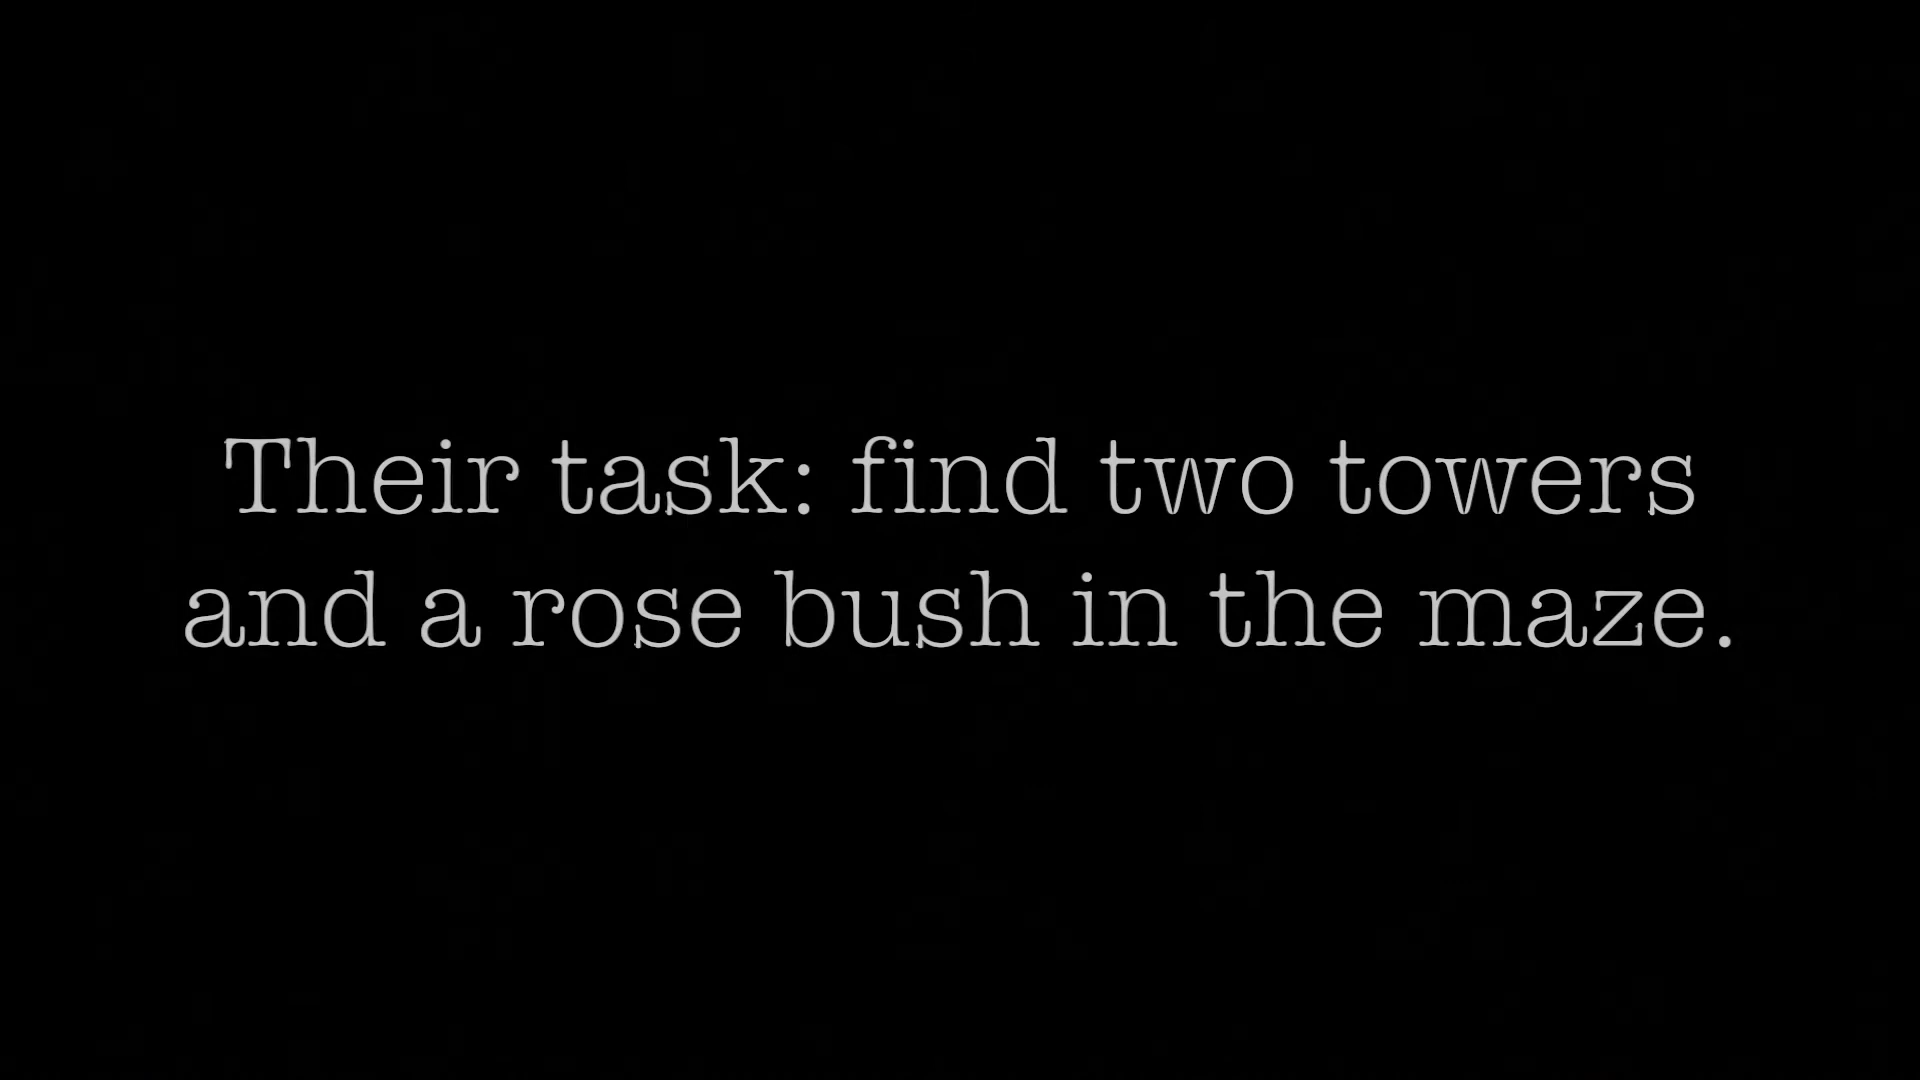 Their task: find two towers
and a rose bush in the maze.